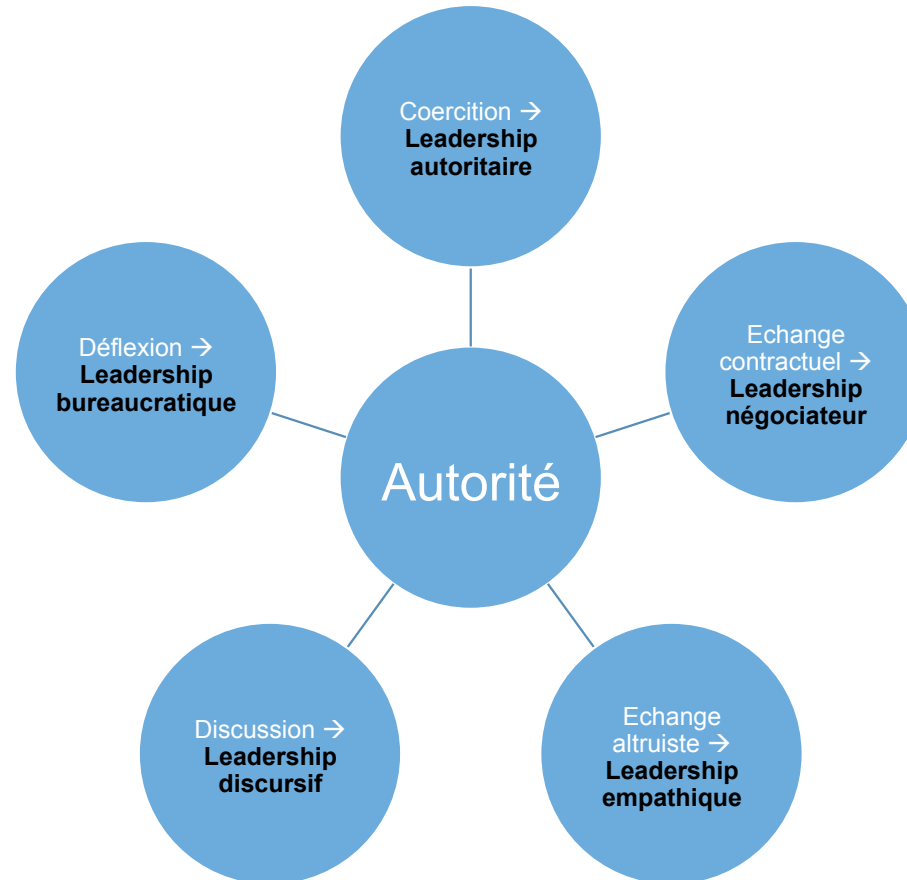 Coercition →
Leadership
autoritaire
Echange
contractuel →
Leadership
négociateur
Echange
altruiste →
Leadership
empathique
Discussion →
Leadership
discursif
Déflexion →
Leadership
bureaucratique
Autorité